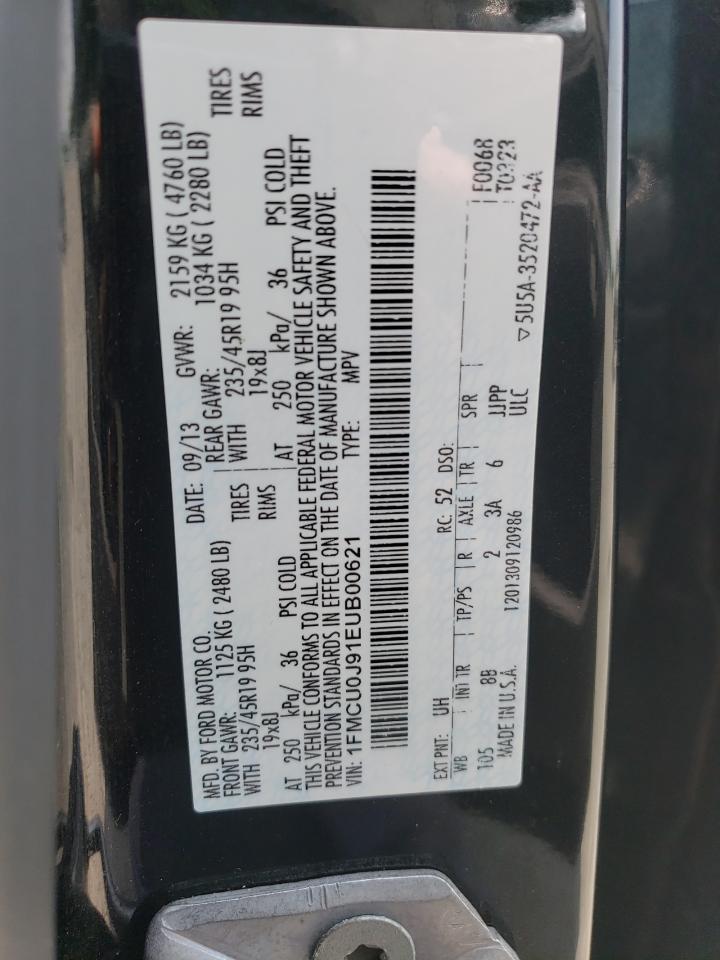 MFD. BY FORD MOTOR CO.
DATE: 09/13 GVWR: 2159 KG ( 4760 LB)
FRONT GAWR: 1125 KG ( 2480 LB) REAR GAWR: 1034 KG ( 2280 LB)
WITH 235/45R19 95H TIRES WITH 235/45R19 95H TIRES
19x8J RIMS 19x8J RIMS
AT 250 kPa/ 36 PSI COLD AT 250 kPa/ 36 PSI COLD
THIS VEHICLE CONFORMS TO ALL APPLICABLE FEDERAL MOTOR VEHICLE SAFETY AND THEFT
PREVENTION STANDARDS IN EFFECT ON THE DATE OF MANUFACTURE SHOWN ABOVE.
VIN: 1FMCU0J91EUB00621 TYPE: MPV
EXT PNT: UH RC: 52 DSO:
WB INT TR TP/PS R AXLE TR SPR F0068
105 8B 2 3A 6 JJPP
ULC
MADE IN U.S.A. 1201309120986 ▽ 5U5A-3520472-AA